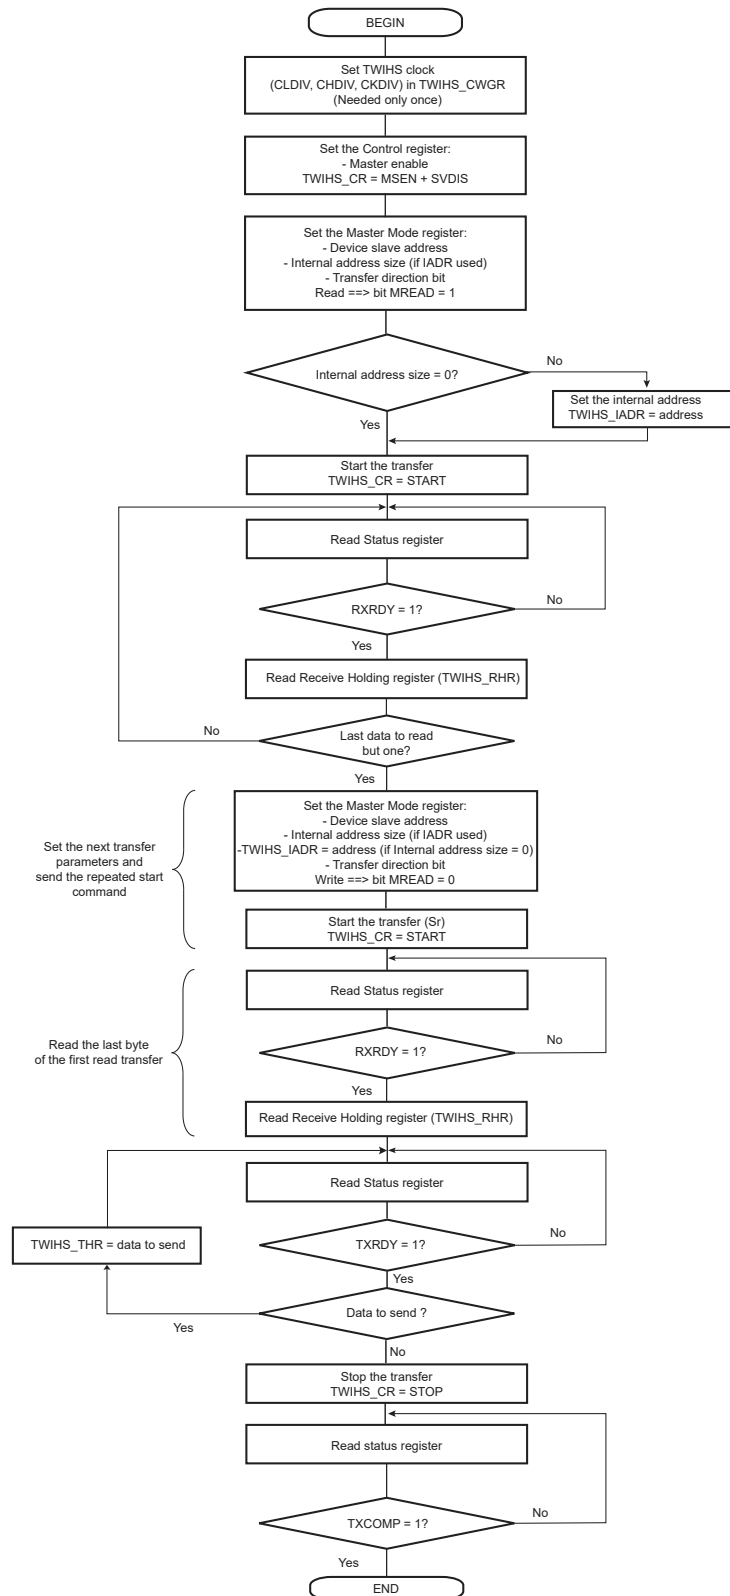 BEGIN
Set TWIHS clock
(CLDIV, CHDIV, CKDIV) in TWIHS_CWGR
(Needed only once)
Set the Control register:
- Master enable
TWIHS_CR = MSEN + SVDIS
Set the Master Mode register:
- Device slave address
- Internal address size (if IADR used)
- Transfer direction bit
Read ==> bit MREAD = 1
Internal address size = 0?
No
Set the internal address
TWIHS_IADR = address
Yes
Start the transfer
TWIHS_CR = START
Read Status register
RXRDY = 1?
No
Yes
Read Receive Holding register (TWIHS_RHR)
Last data to read
but one?
No
Yes
Set the next transfer
parameters and
send the repeated start
command
Set the Master Mode register:
- Device slave address
- Internal address size (if IADR used)
-TWIHS_IADR = address (if Internal address size = 0)
- Transfer direction bit
Write ==> bit MREAD = 0
Start the transfer (Sr)
TWIHS_CR = START
Read the last byte
of the first read transfer
Read Status register
RXRDY = 1?
No
Yes
Read Receive Holding register (TWIHS_RHR)
Read Status register
TXRDY = 1?
No
TWIHS_THR = data to send
Yes
Data to send ?
Yes
No
Stop the transfer
TWIHS_CR = STOP
Read status register
TXCOMP = 1?
No
Yes
END